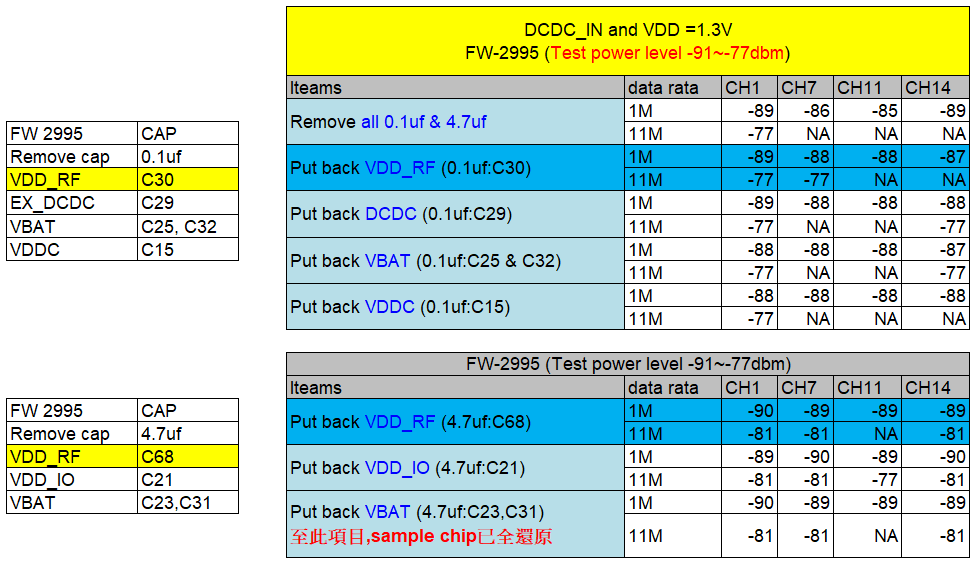 DCDC_IN and VDD =1.3V
FW-2995 (Test power level -91~-77dbm)
Iteams data rata CH1 CH7 CH11 CH14
Remove all 0.1uf & 4.7uf
1M -89 -86 -85 -89
11M -77 NA NA NA
Put back VDD_RF (0.1uf:C30)
1M -89 -88 -88 -87
11M -77 -77 NA NA
Put back DCDC (0.1uf:C29)
1M -89 -88 -88 -88
11M -77 NA NA -77
Put back VBAT (0.1uf:C25 & C32)
1M -88 -88 -88 -87
11M -77 NA NA -77
Put back VDDC (0.1uf:C15)
1M -88 -88 -88 -88
11M -77 NA NA NA
FW 2995 CAP
Remove cap 0.1uf
VDD_RF C30
EX_DCDC C29
VBAT C25, C32
VDDC C15
FW-2995 (Test power level -91~-77dbm)
Iteams data rata CH1 CH7 CH11 CH14
Put back VDD_RF (4.7uf:C68)
1M -90 -89 -89 -89
11M -81 -81 NA -81
Put back VDD_IO (4.7uf:C21)
1M -89 -90 -89 -90
11M -81 -81 -77 -81
Put back VBAT (4.7uf:C23,C31)
至此項目,sample chip已全還原
1M -90 -89 -89 -89
11M -81 -81 NA -81
FW 2995 CAP
Remove cap 4.7uf
VDD_RF C68
VDD_IO C21
VBAT C23,C31